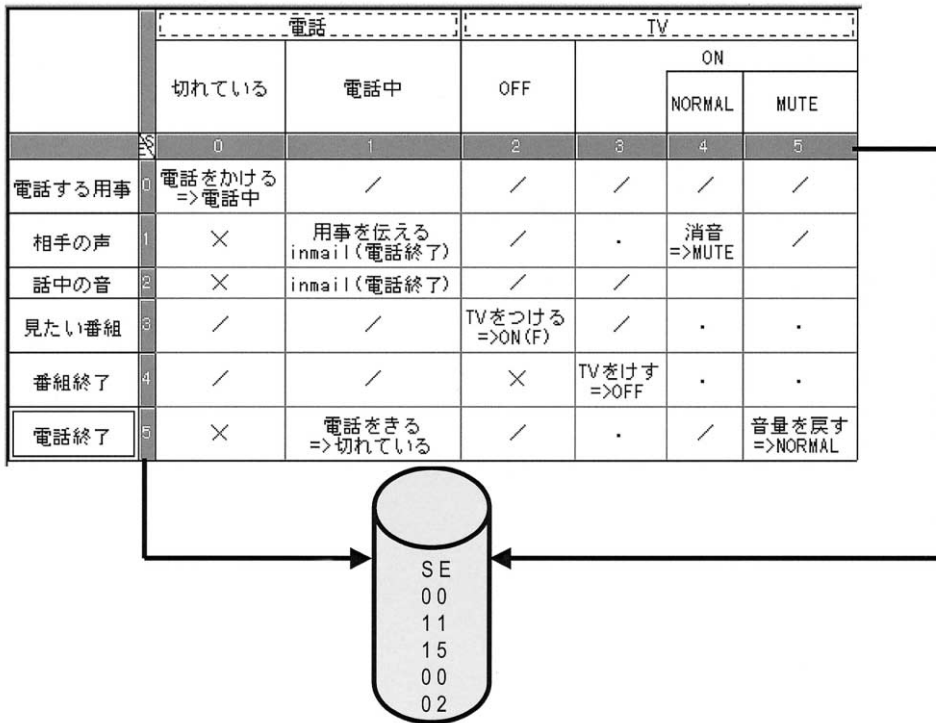 電話 TV
切れている 電話中 OFF ON
NORMAL MUTE
S E 0 1 2 3 4 5
電話する用事 0 電話をかける =>電話中 / / / / /
相手の声 1 × 用事を伝える inmail(電話終了) / . 消音 =>MUTE /
話中の音 2 × inmail(電話終了) / /
見たい番組 3 / / TVをつける =>ON(F) / . .
番組終了 4 / / × TVをけす =>OFF . .
電話終了 5 × 電話をきる =>切れている / . / 音量を戻す =>NORMAL
SE
00
11
15
00
02